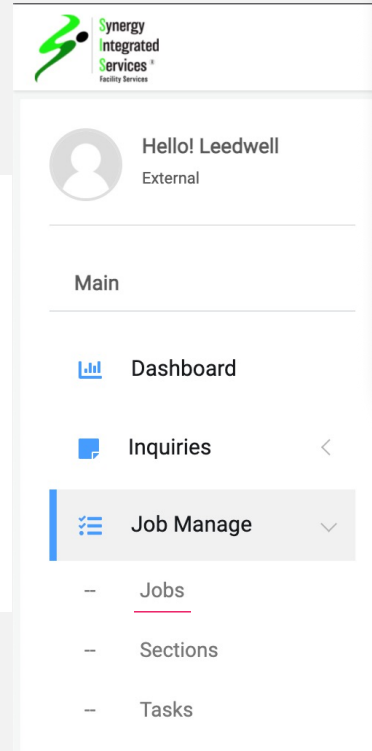 Synergy
Integrated
Services ®
Facility Services
Hello! Leedwell
External
Main
Dashboard
Inquiries
Job Manage
-- Jobs
-- Sections
-- Tasks